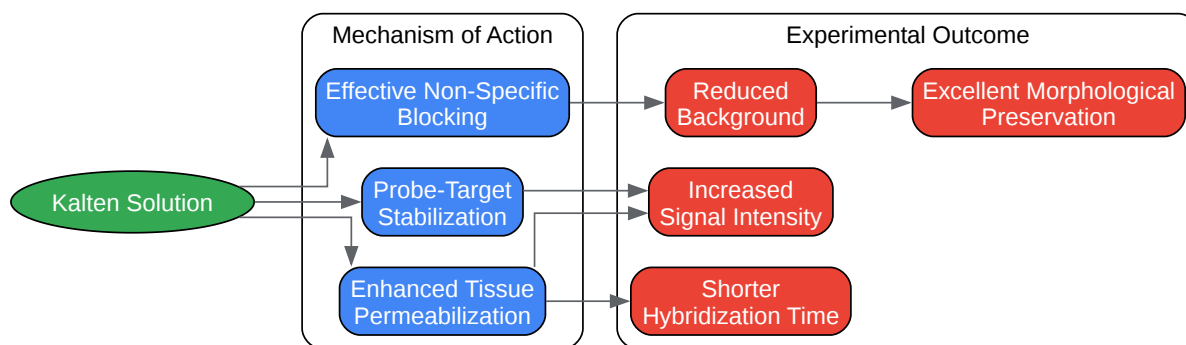 Mechanism of Action
Experimental Outcome
Effective Non-Specific
Blocking
Reduced
Background
Excellent Morphological
Preservation
Kalten Solution
Probe-Target
Stabilization
Increased
Signal Intensity
Enhanced Tissue
Permeabilization
Shorter
Hybridization Time